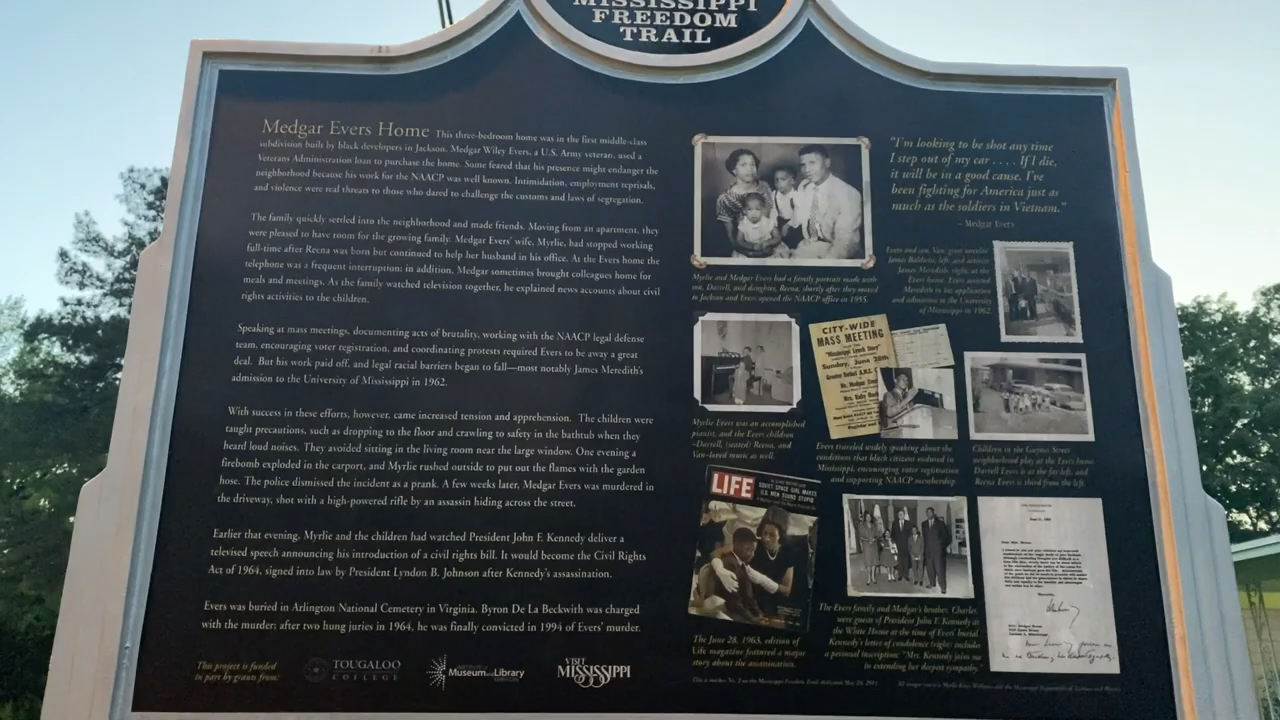 MISSISSIPPI
FREEDOM
TRAIL
Medgar Evers Home This three-bedroom home was in the first middle-class
subdivision built by black developers in Jackson. Medgar Wiley Evers, a U.S. Army veteran, used a
Veterans Administration loan to purchase the home. Some feared that his presence might endanger the
neighborhood because his work for the NAACP was well known. Intimidation, employment reprisals,
and violence were real threats to those who dared to challenge the customs and laws of segregation.
The family quickly settled into the neighborhood and made friends. Moving from an apartment, they
were pleased to have room for the growing family. Medgar Evers' wife, Myrlie, had stopped working
full-time after Reena was born but continued to help her husband in his office. At the Evers home the
telephone was a frequent interruption; in addition, Medgar sometimes brought colleagues home for
meals and meetings. As the family watched television together, he explained news accounts about civil
rights activities to the children.
Speaking at mass meetings, documenting acts of brutality, working with the NAACP legal defense
team, encouraging voter registration, and coordinating protests required Evers to be away a great
deal. But his work paid off, and legal racial barriers began to fall—most notably James Meredith's
admission to the University of Mississippi in 1962.
With success in these efforts, however, came increased tension and apprehension. The children were
taught precautions, such as dropping to the floor and crawling to safety in the bathtub when they
heard loud noises. They avoided sitting in the living room near the large window. One evening a
firebomb exploded in the carport, and Myrlie rushed outside to put out the flames with the garden
hose. The police dismissed the incident as a prank. A few weeks later, Medgar Evers was murdered in
the driveway, shot with a high-powered rifle by an assassin hiding across the street.
Earlier that evening, Myrlie and the children had watched President John F. Kennedy deliver a
televised speech announcing his introduction of a civil rights bill. It would become the Civil Rights
Act of 1964, signed into law by President Lyndon B. Johnson after Kennedy's assassination.
Evers was buried in Arlington National Cemetery in Virginia. Byron De La Beckwith was charged
with the murder; after two hung juries in 1964, he was finally convicted in 1994 of Evers' murder.
This project is funded
in part by grants from:
TOUGALOO
COLLEGE
Museum and Library
SERVICES
VISIT
MISSISSIPPI
"I'm looking to be shot any time
I step out of my car . . . . If I die,
it will be in a good cause. I've
been fighting for America just as
much as the soldiers in Vietnam."
– Medgar Evers
Myrlie and Medgar Evers had a family portrait made with
son, Darrell, and daughter, Reena, shortly after they moved
to Jackson and Evers opened the NAACP office in 1955.
Evers and son, Van, greet novelist
James Baldwin, left, and activist
James Meredith, right, at the
Evers home. Evers assisted
Meredith in his application
and admission to the University
of Mississippi in 1962.
CITY-WIDE
MASS MEETING
"Mississippi Lynch Story"
Sunday, June 26th
Myrlie Evers was an accomplished
pianist, and the Evers children
–Darrell, (seated) Reena, and
Van–loved music as well.
Evers traveled widely speaking about the
conditions that black citizens endured in
Mississippi, encouraging voter registration
and supporting NAACP membership.
Children in the Guynes Street
neighborhood play at the Evers home.
Darrell Evers is at the far left, and
Reena Evers is third from the left.
LIFE
SOVIET SPACE GIRL MAKES
U.S. MEN SOUND STUPID
The June 28, 1963, edition of
Life magazine featured a major
story about the assassination.
The Evers family and Medgar's brother, Charles,
were guests of President John F. Kennedy at
the White House at the time of Evers' burial.
Kennedy's letter of condolence (right) includes
a personal inscription: "Mrs. Kennedy joins me
in extending her deepest sympathy."